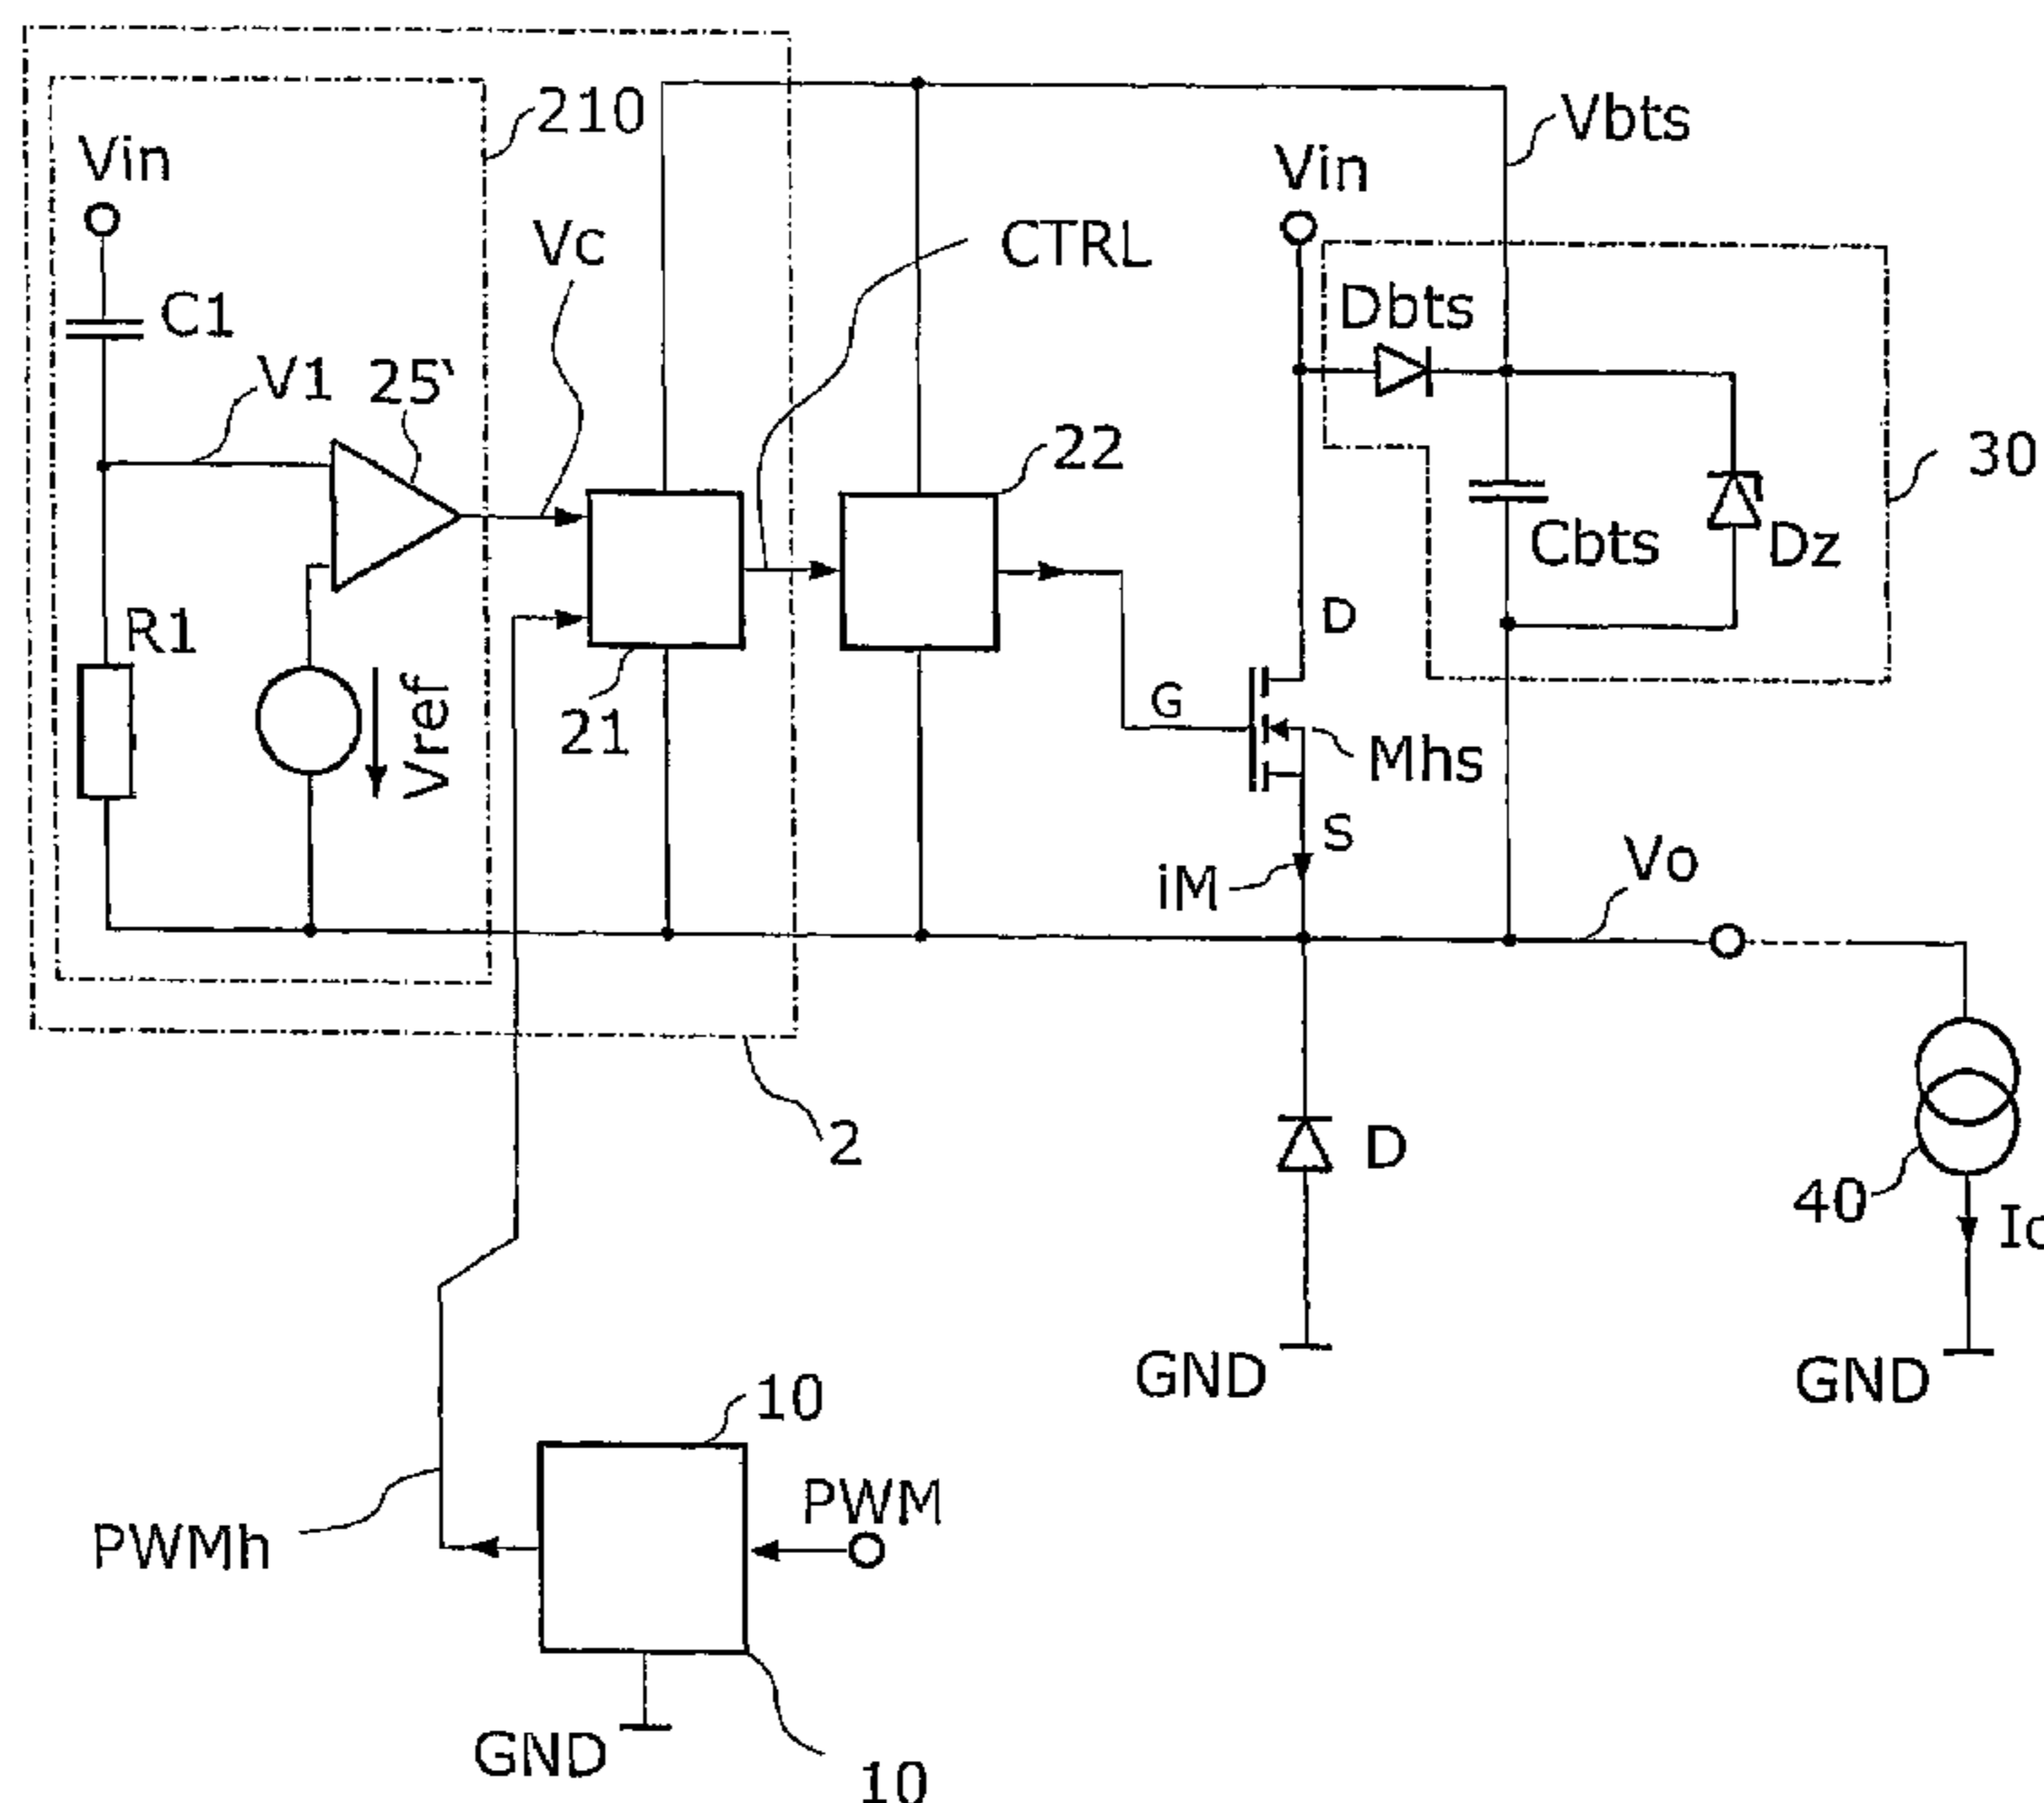 210
Vbts
Vin
Vin
Vc
CTRL
C1
Dbts
V1
25'
22
30
Cbts
Dz
D
R1
Vref
21
G
Mhs
S
iM
Vo
2
D
40
GND
GND
10
PWM
PWMh
GND
10